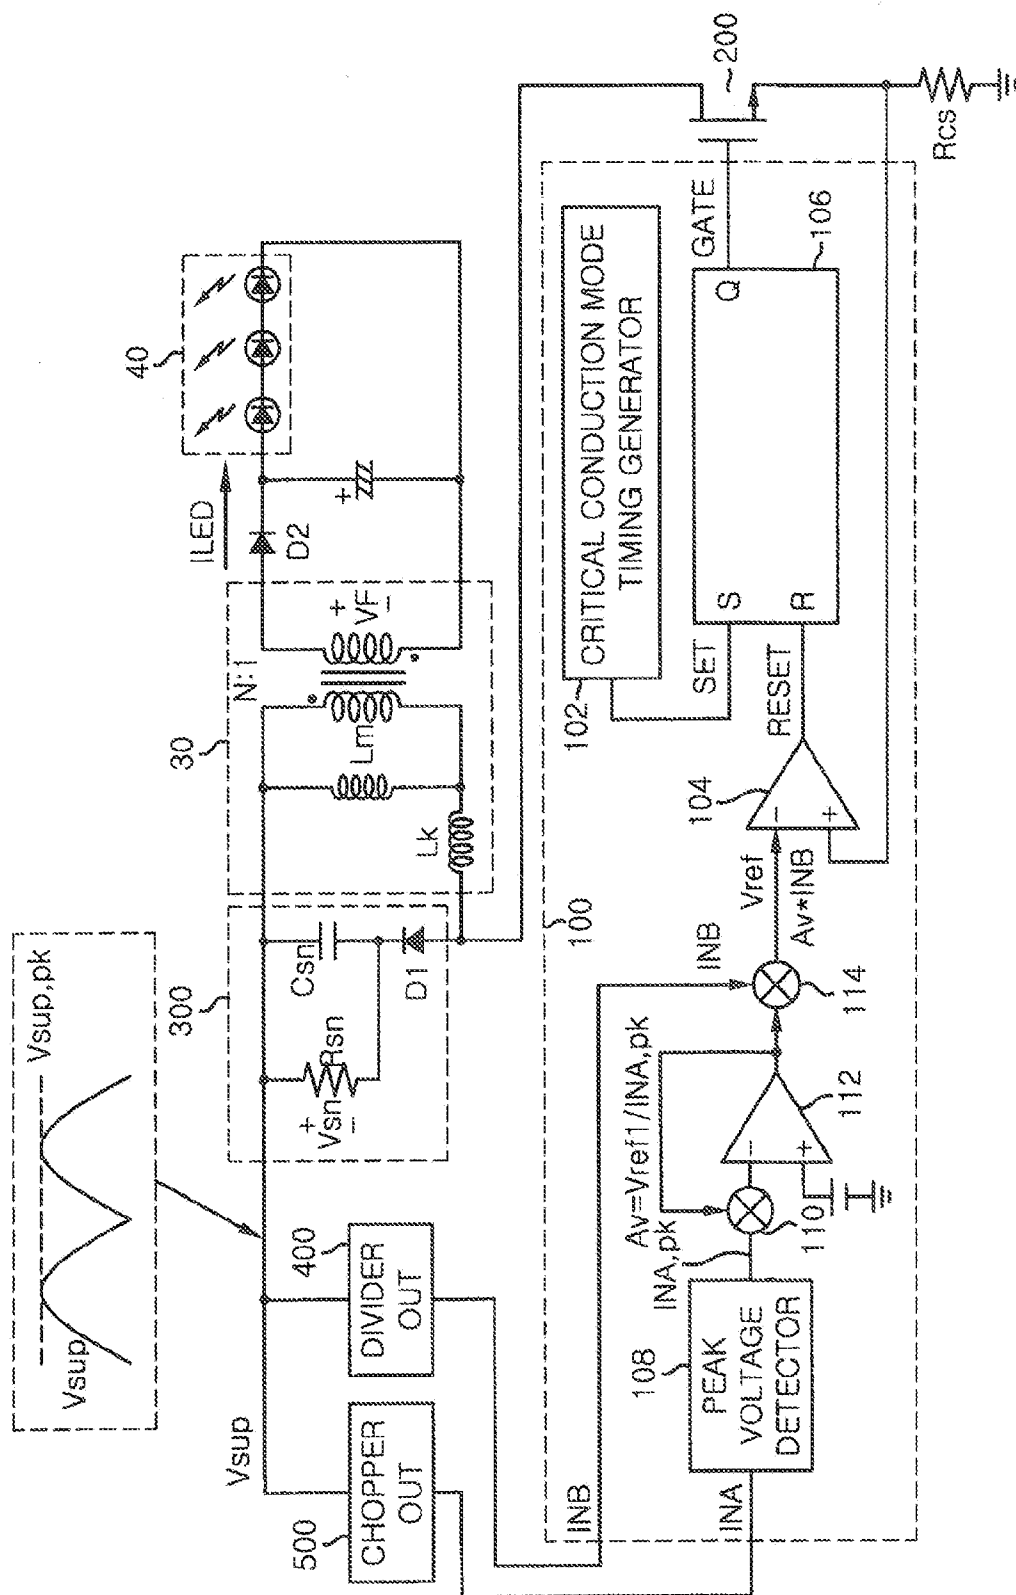 Vsup
Vsup,pk
Vsup
500
CHOPPER
OUT
400
DIVIDER
OUT
300
+
Vsn
-
Rsn
Csn
D1
30
N:1
Lm
Lk
+
VF
-
ILED
D2
+
40
INB
INA
108
PEAK
VOLTAGE
DETECTOR
INA,pk
Av=Vref1/INA,pk
110
-
+
112
INB
114
Vref
Av*INB
100
104
-
+
RESET
SET
102
CRITICAL CONDUCTION MODE
TIMING GENERATOR
S
R
Q
106
GATE
200
Rcs